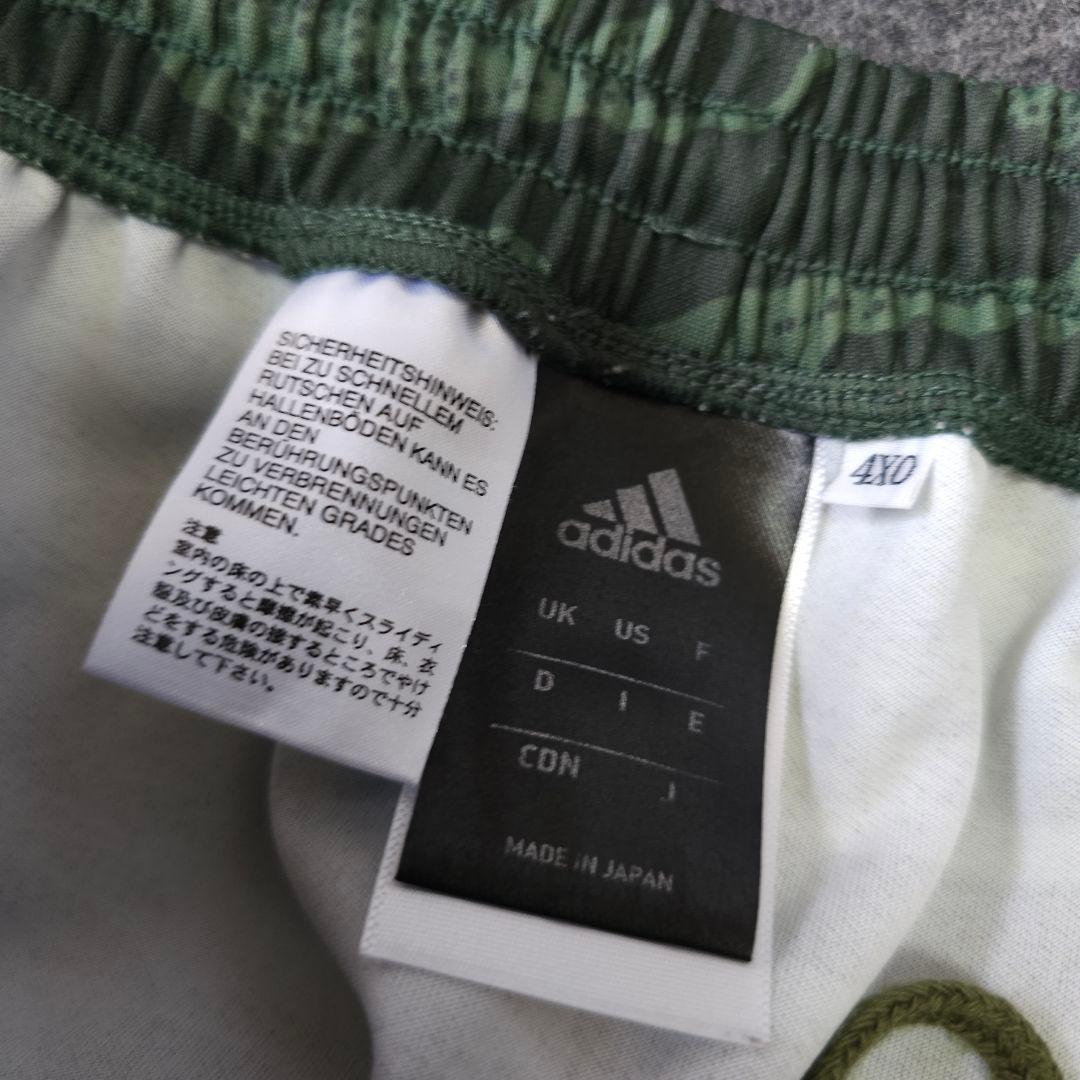 SICHERHEITSHINWEIS:
BEI ZU SCHNELLEM
RUTSCHEN AUF
HALLENBÖDEN KANN ES
AN DEN
BERÜHRUNGSPUNKTEN
ZU VERBRENNUNGEN
LEICHTEN GRADES
KOMMEN.
注意
室内の床の上で素早くスライディ
ングすると摩擦が起こり、床、衣
服及び皮膚の接するところでやけ
どをする危険がありますので十分
注意して下さい。
adidas
UK US F
D I E
CDN J
MADE IN JAPAN
4XO